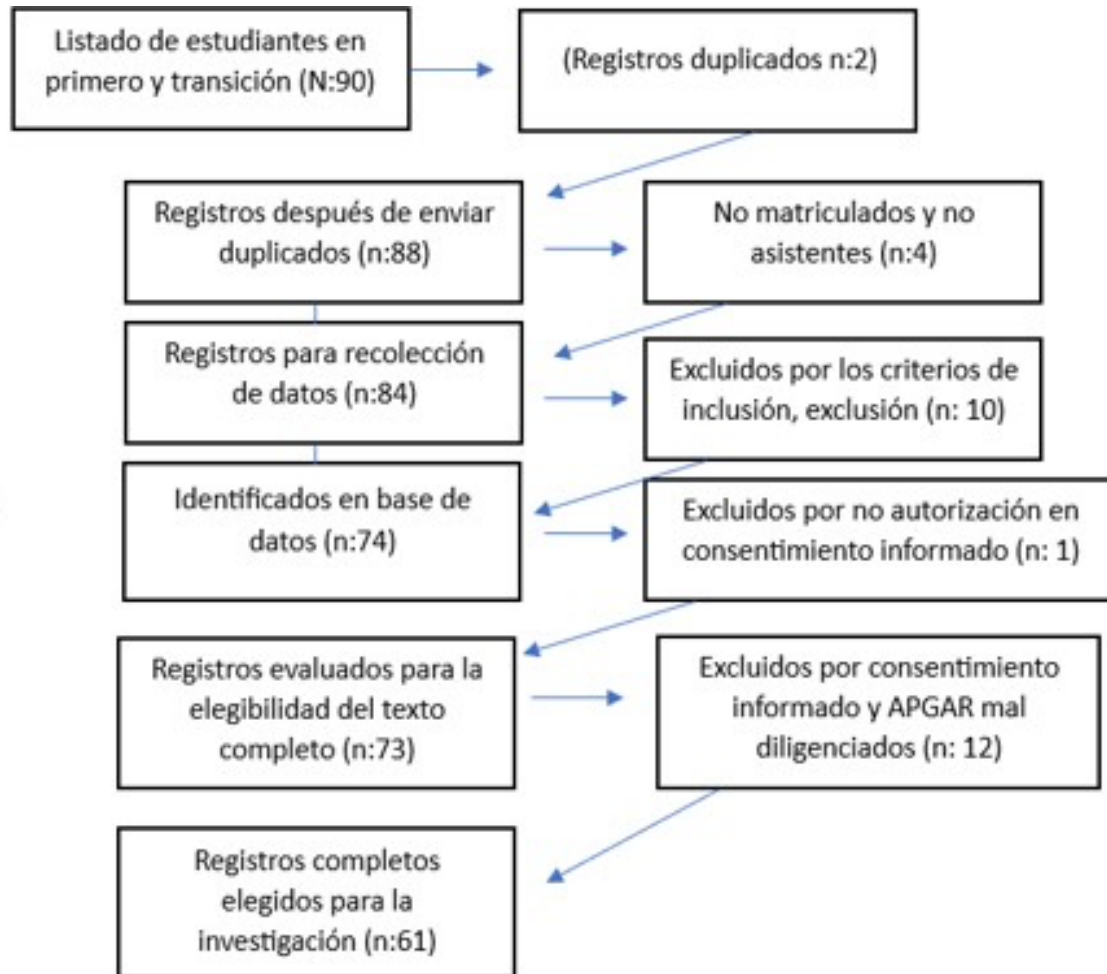 Listado de estudiantes en
primero y transición (N:90)
(Registros duplicados n:2)
Registros después de enviar
duplicados (n:88)
No matriculados y no
asistentes (n:4)
Registros para recolección
de datos (n:84)
Excluidos por los criterios de
inclusión, exclusión (n: 10)
Identificados en base de
datos (n:74)
Excluidos por no autorización en
consentimiento informado (n: 1)
Registros evaluados para la
elegibilidad del texto
completo (n:73)
Excluidos por consentimiento
informado y APGAR mal
diligenciados (n: 12)
Registros completos
elegidos para la
investigación (n:61)